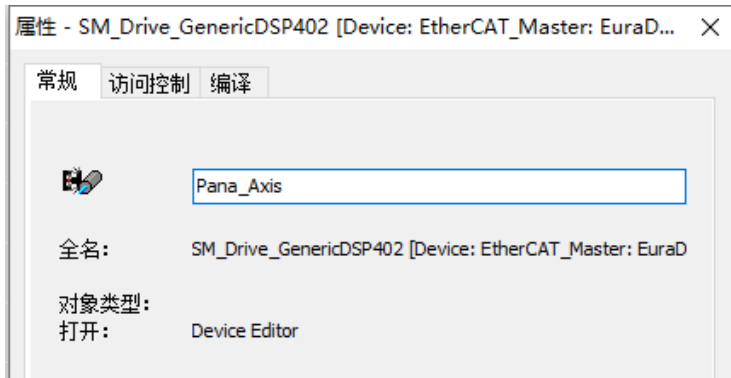 属性 - SM_Drive_GenericDSP402 [Device: EtherCAT_Master: EuraD...
常规 访问控制 编译
Pana_Axis
全名: SM_Drive_GenericDSP402 [Device: EtherCAT_Master: EuraD
对象类型:
打开: Device Editor